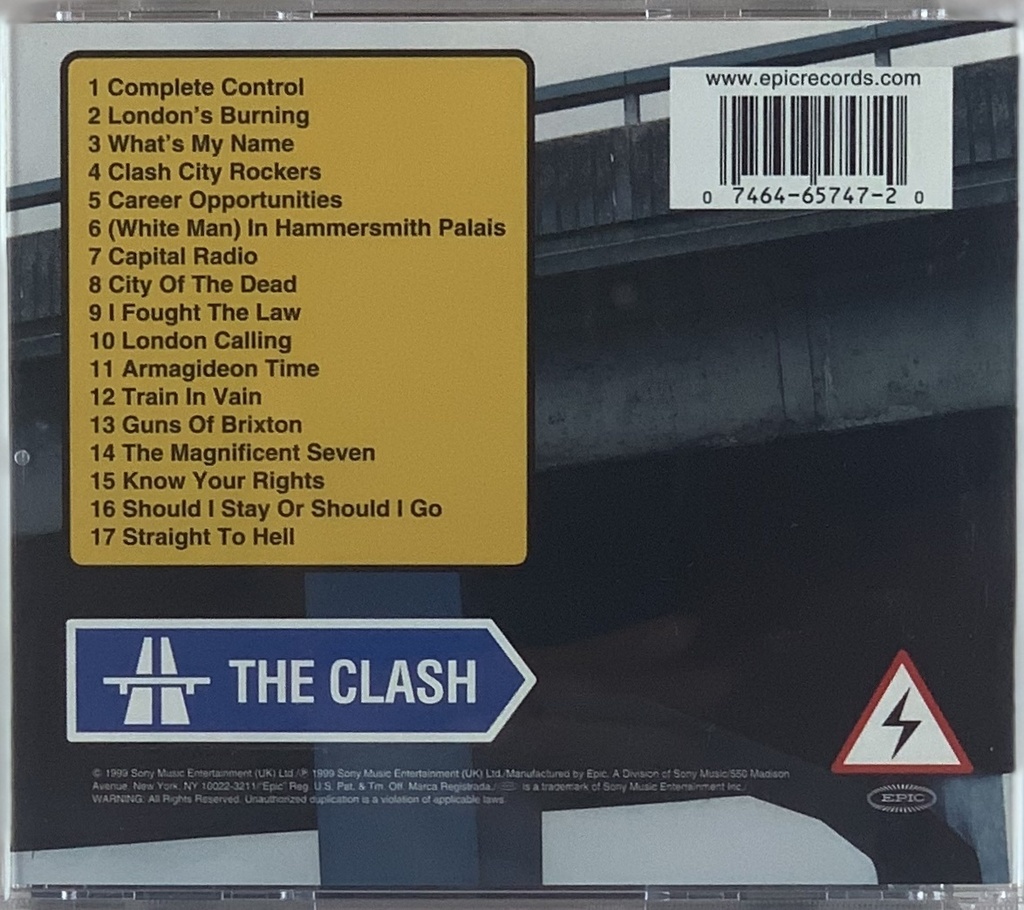 1 Complete Control
2 London's Burning
3 What's My Name
4 Clash City Rockers
5 Career Opportunities
6 (White Man) In Hammersmith Palais
7 Capital Radio
8 City Of The Dead
9 I Fought The Law
10 London Calling
11 Armagideon Time
12 Train In Vain
13 Guns Of Brixton
14 The Magnificent Seven
15 Know Your Rights
16 Should I Stay Or Should I Go
17 Straight To Hell
www.epicrecords.com
0 7464-65747-2 0
THE CLASH
© 1999 Sony Music Entertainment (UK) Ltd./℗ 1999 Sony Music Entertainment (UK) Ltd./Manufactured by Epic, A Division of Sony Music/550 Madison
Avenue, New York, NY 10022-3211/"Epic" Reg. U.S. Pat. & Tm. Off. Marca Registrada./ is a trademark of Sony Music Entertainment Inc./
WARNING: All Rights Reserved. Unauthorized duplication is a violation of applicable laws.
EPIC